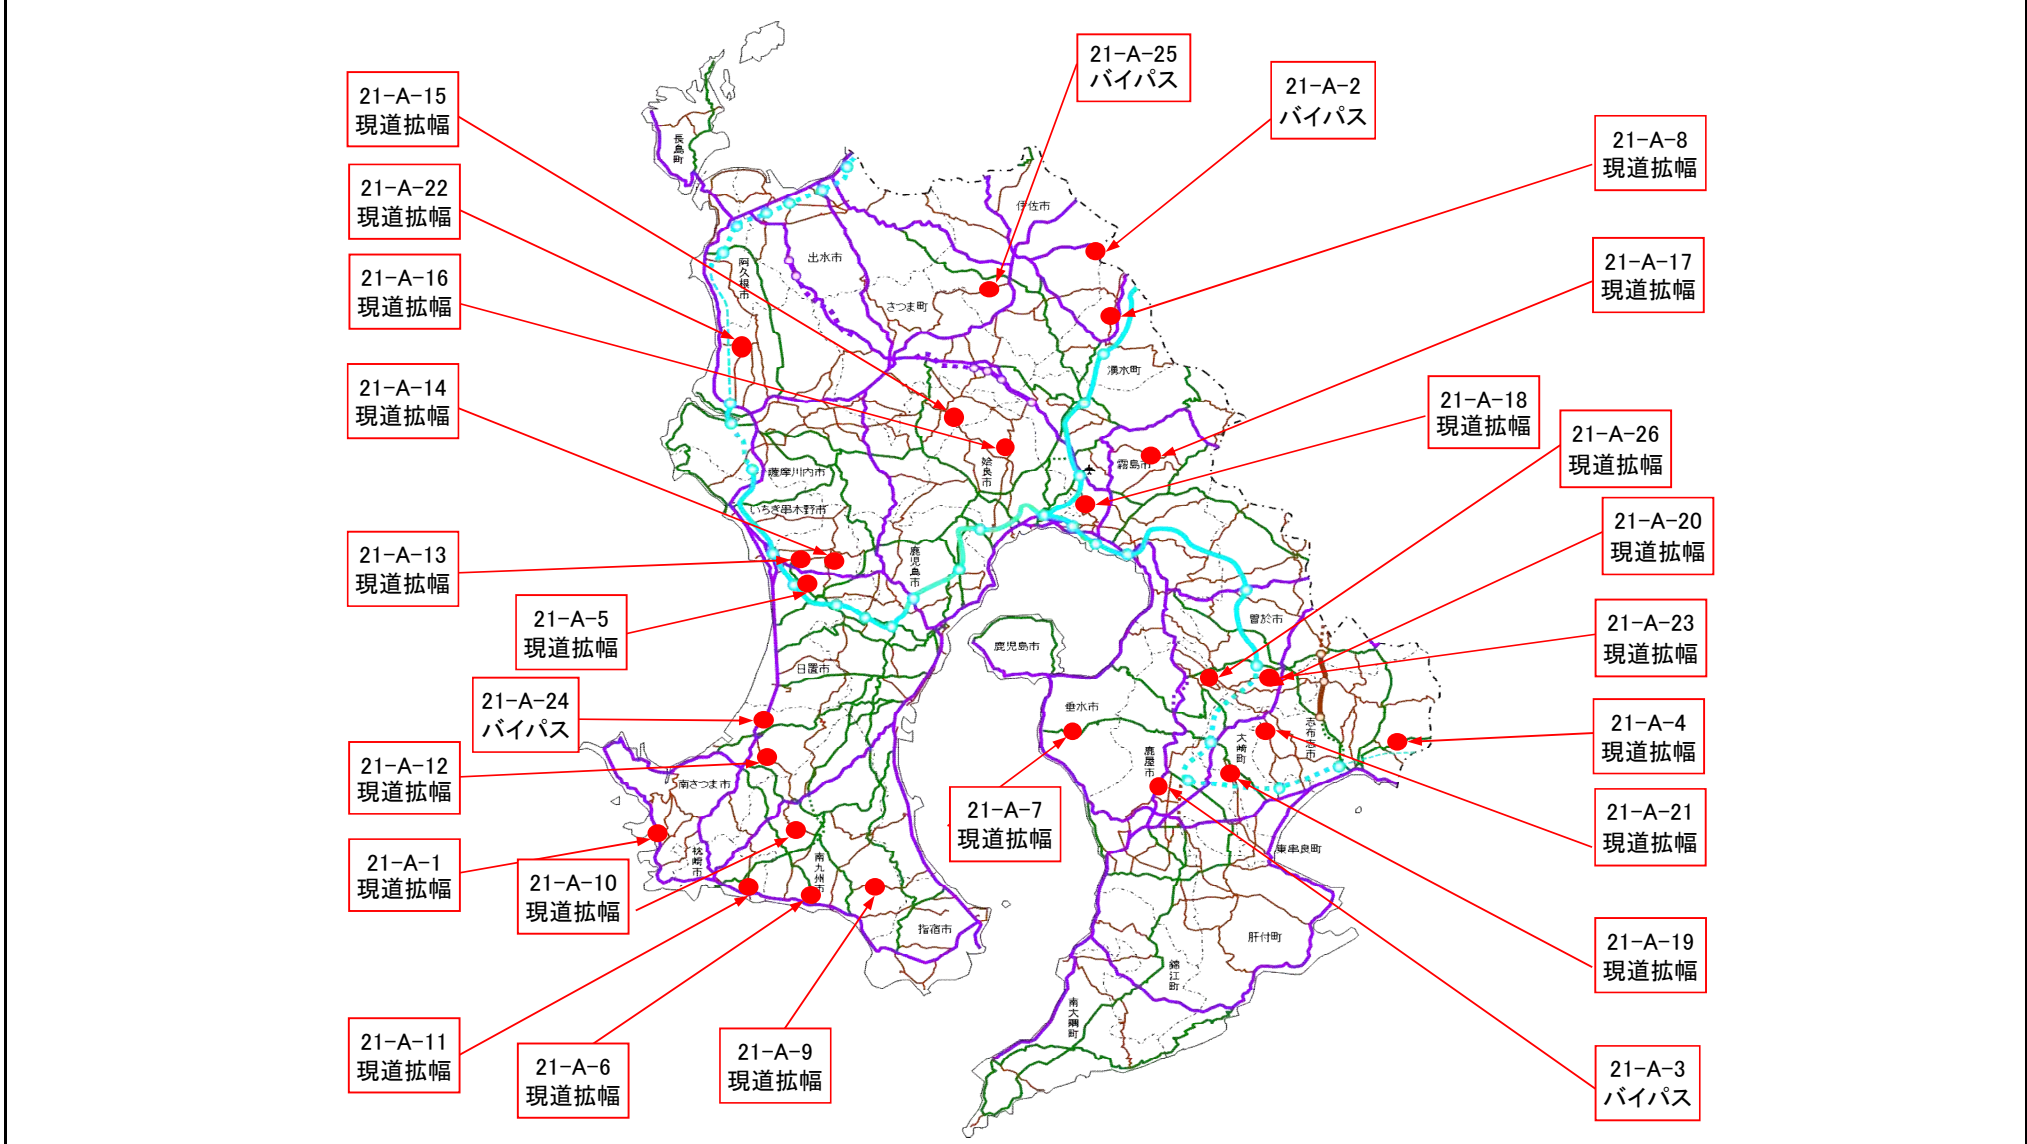 21-A-25
バイパス
21-A-2
バイパス
21-A-15
現道拡幅
21-A-8
現道拡幅
21-A-22
現道拡幅
21-A-17
現道拡幅
21-A-16
現道拡幅
21-A-14
現道拡幅
21-A-18
現道拡幅
21-A-26
現道拡幅
21-A-20
現道拡幅
21-A-13
現道拡幅
21-A-5
現道拡幅
21-A-23
現道拡幅
21-A-24
バイパス
21-A-4
現道拡幅
21-A-12
現道拡幅
21-A-7
現道拡幅
21-A-21
現道拡幅
21-A-1
現道拡幅
21-A-10
現道拡幅
21-A-19
現道拡幅
21-A-11
現道拡幅
21-A-6
現道拡幅
21-A-9
現道拡幅
21-A-3
バイパス
長島町
伊佐市
出水市
阿久根市
さつま町
湧水町
霧島市
姶良市
薩摩川内市
いちき串木野市
鹿児島市
曽於市
鹿児島市
日置市
垂水市
志布志市
大崎町
鹿屋市
南さつま市
枕崎市
南九州市
東串良町
指宿市
肝付町
錦江町
南大隅町